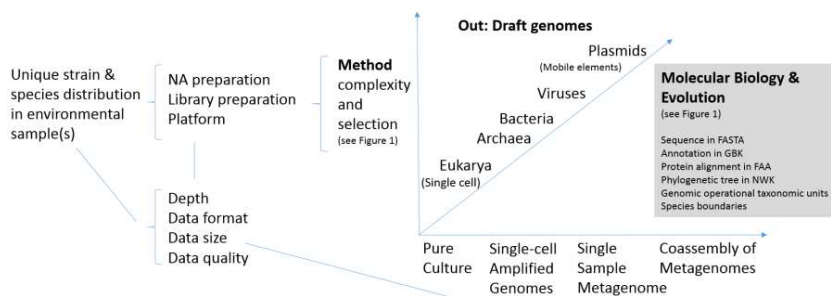 Unique strain &
species distribution
in environmental
sample(s)
NA preparation
Library preparation
Platform
Method
complexity
and
selection
(see Figure 1)
Depth
Data format
Data size
Data quality
Out: Draft genomes
Plasmids
(Mobile elements)
Viruses
Bacteria
Archaea
Eukarya
(Single cell)
Pure
Culture
Single-cell
Amplified
Genomes
Single
Sample
Metagenome
Coassembly of
Metagenomes
Molecular Biology &
Evolution
(see Figure 1)
Sequence in FASTA
Annotation in GBK
Protein alignment in FAA
Phylogenetic tree in NWK
Genomic operational taxonomic units
Species boundaries